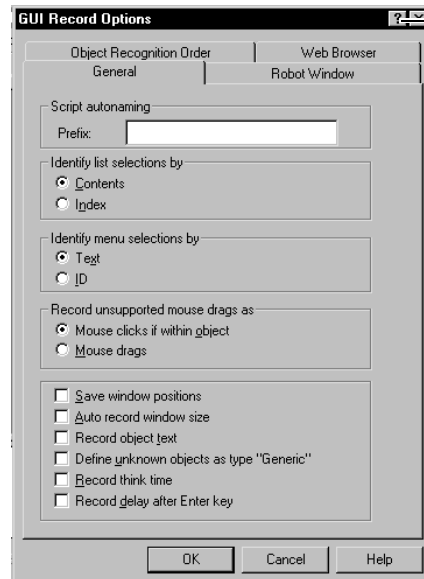 GUI Record Options
Object Recognition Order Web Browser
General Robot Window
Script autonaming
Prefix:
Identify list selections by
Contents
Index
Identify menu selections by
Text
ID
Record unsupported mouse drags as
Mouse clicks if within object
Mouse drags
Save window positions
Auto record window size
Record object text
Define unknown objects as type "Generic"
Record think time
Record delay after Enter key
OK Cancel Help